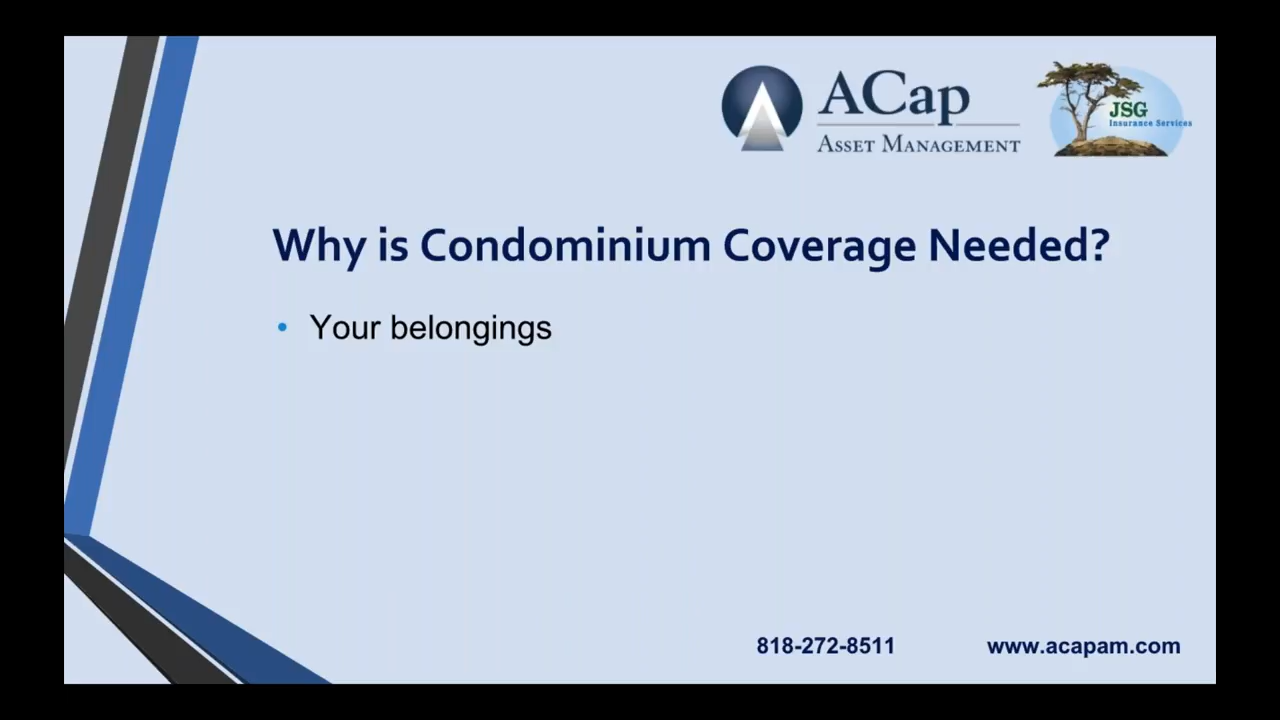 ACap
ASSET MANAGEMENT
JSG
Insurance Services
Why is Condominium Coverage Needed?
• Your belongings
818-272-8511
www.acapam.com